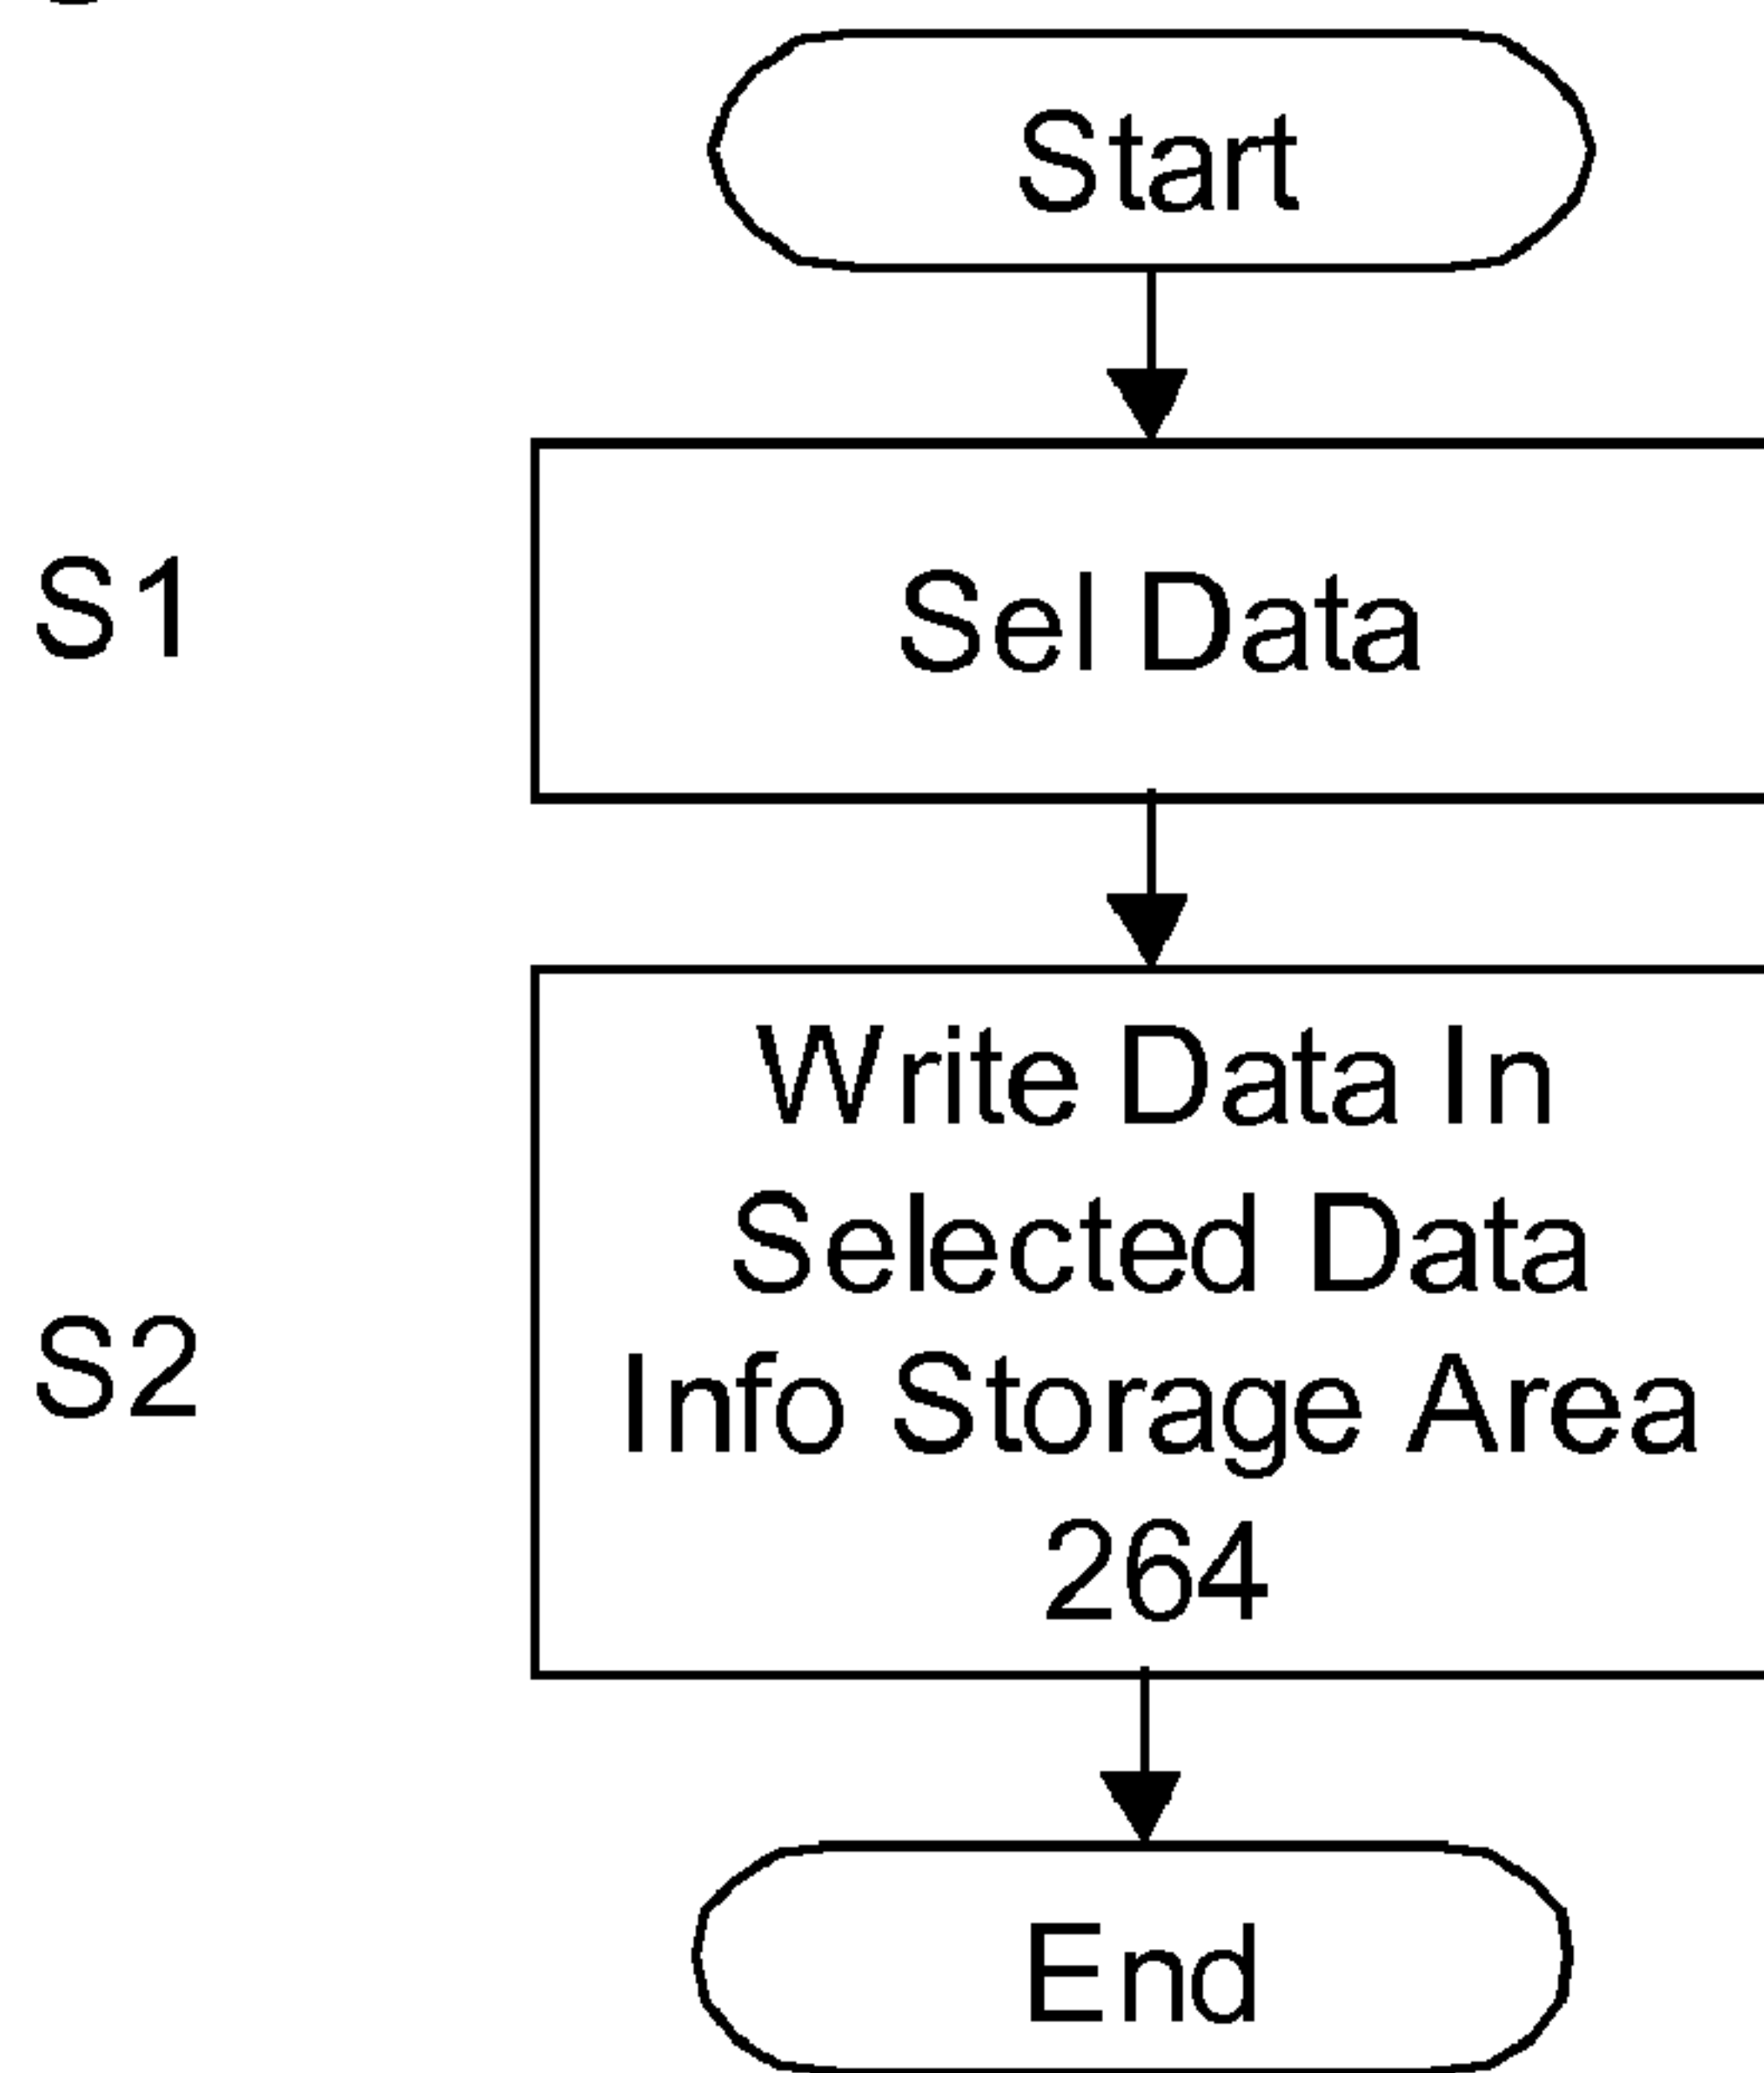 Start
S1
Sel Data
Write Data In
Selected Data
Info Storage Area
264
S2
End